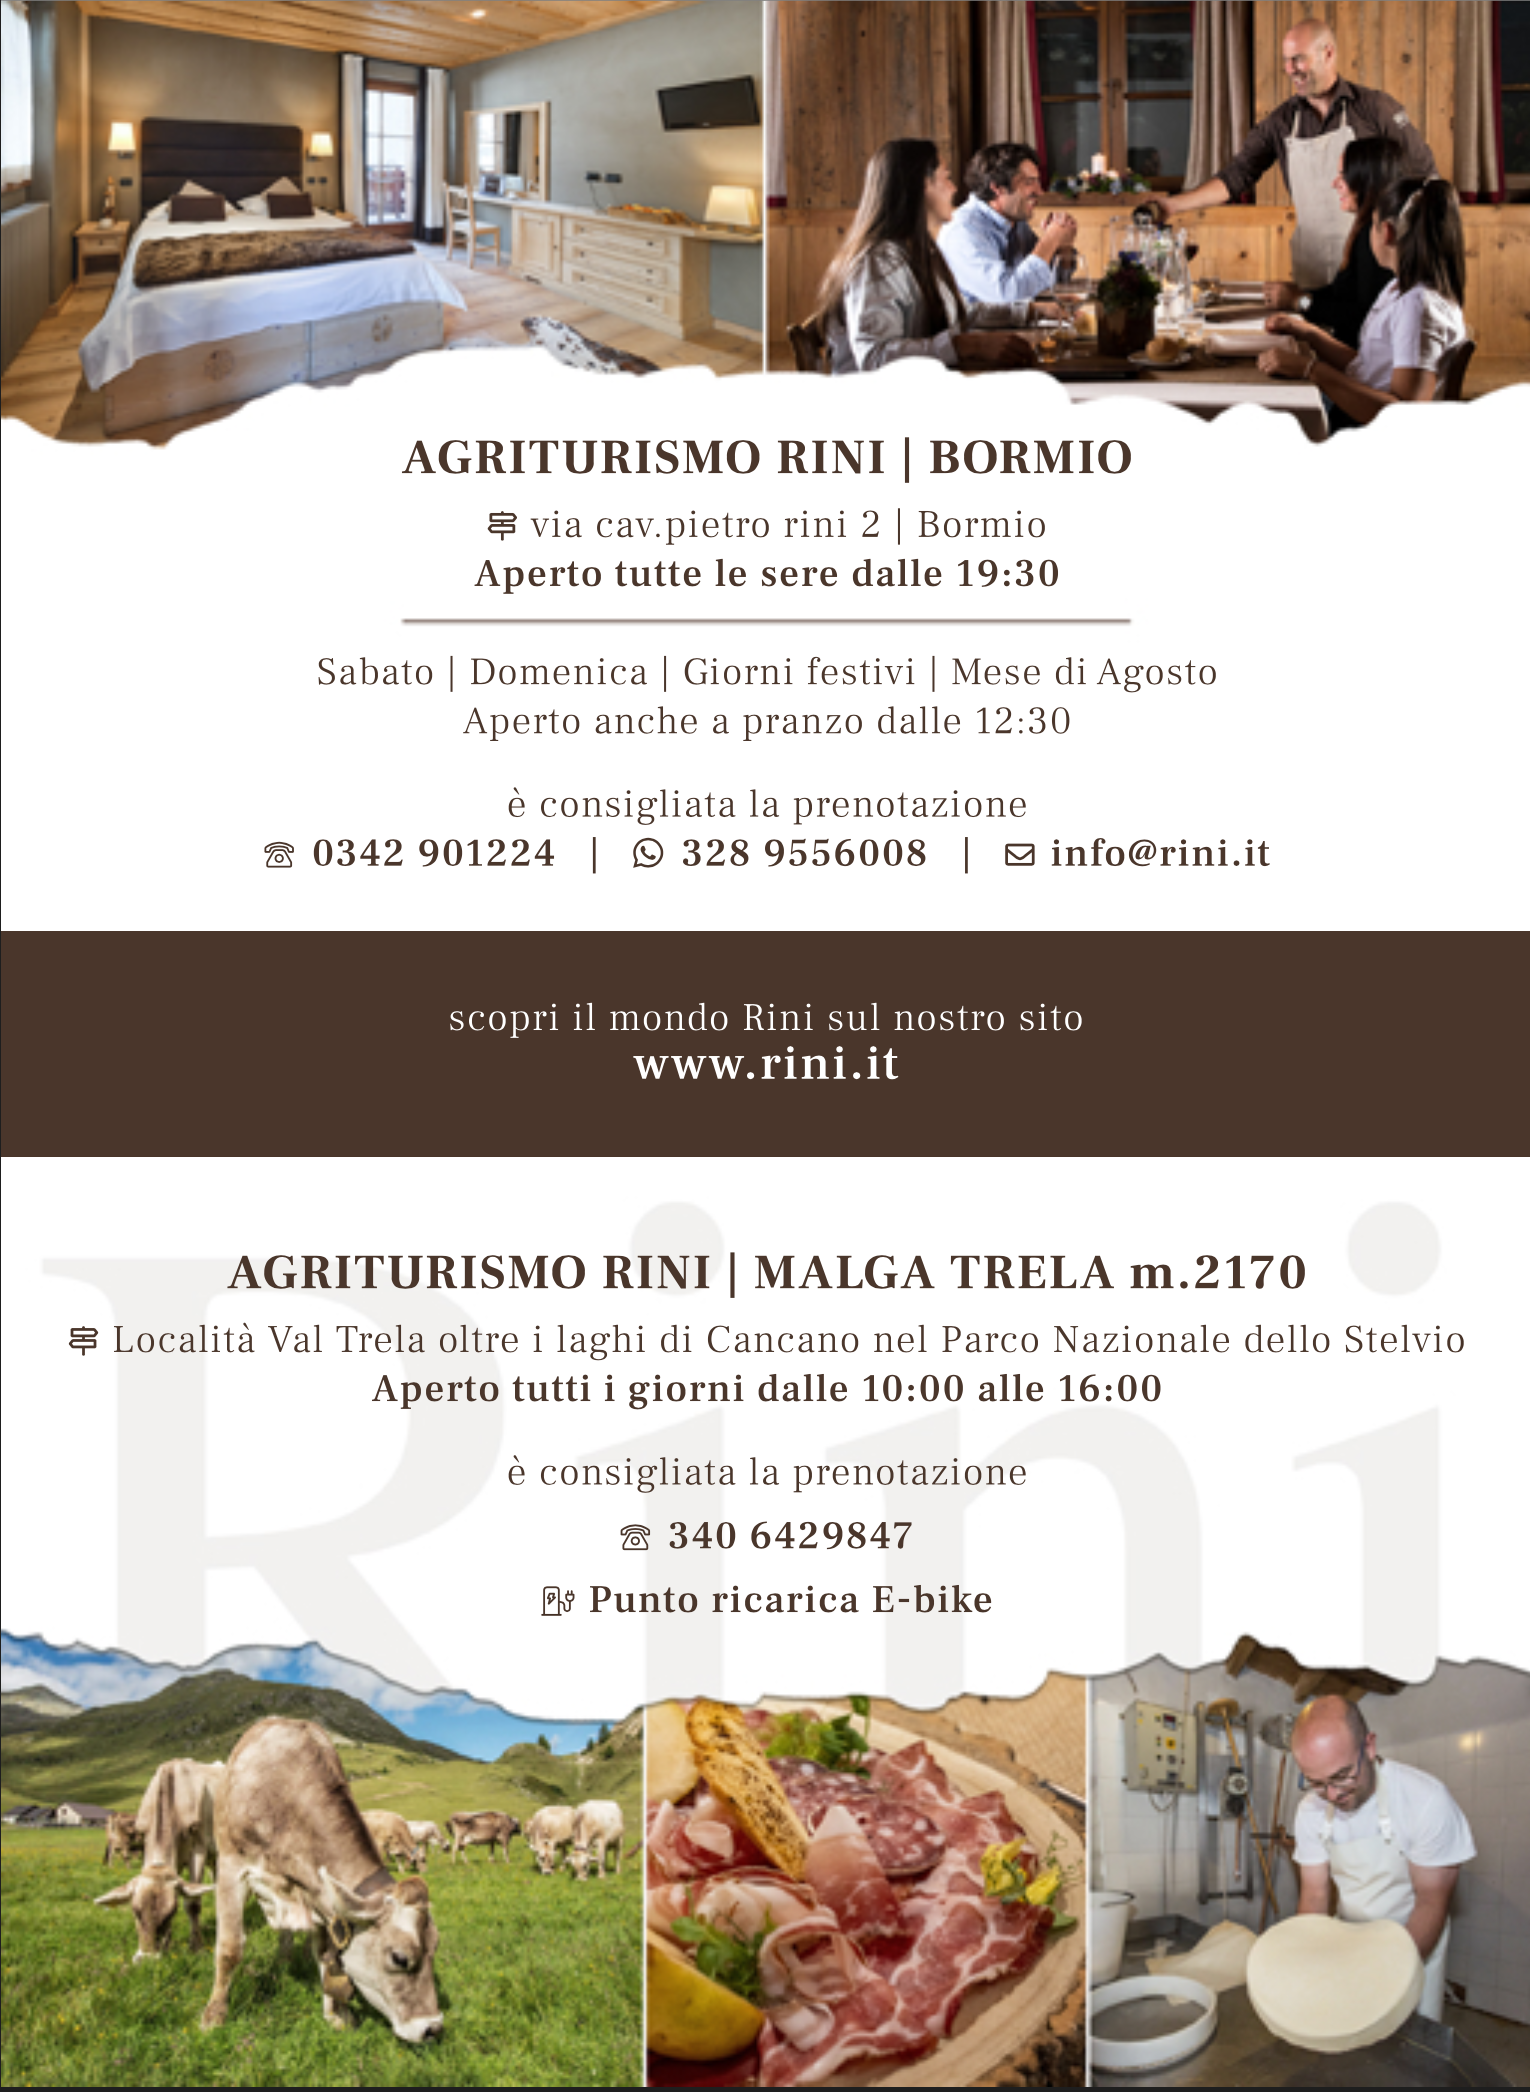 AGRITURISMO RINI | BORMIO
via cav.pietro rini 2 | Bormio
Aperto tutte le sere dalle 19:30
Sabato | Domenica | Giorni festivi | Mese di Agosto
Aperto anche a pranzo dalle 12:30
è consigliata la prenotazione
0342 901224 | 328 9556008 | info@rini.it
scopri il mondo Rini sul nostro sito
www.rini.it
Rini
AGRITURISMO RINI | MALGA TRELA m.2170
Località Val Trela oltre i laghi di Cancano nel Parco Nazionale dello Stelvio
Aperto tutti i giorni dalle 10:00 alle 16:00
è consigliata la prenotazione
340 6429847
Punto ricarica E-bike